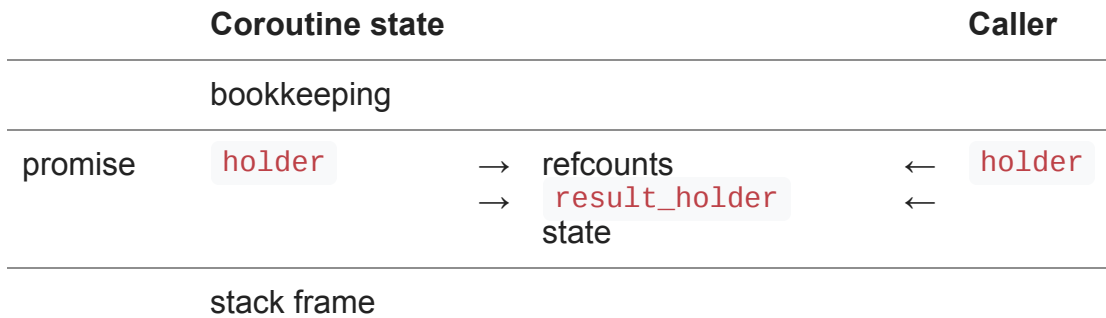 Coroutine state Caller
bookkeeping
promise holder → refcounts ← holder
→ result_holder ←
state
stack frame